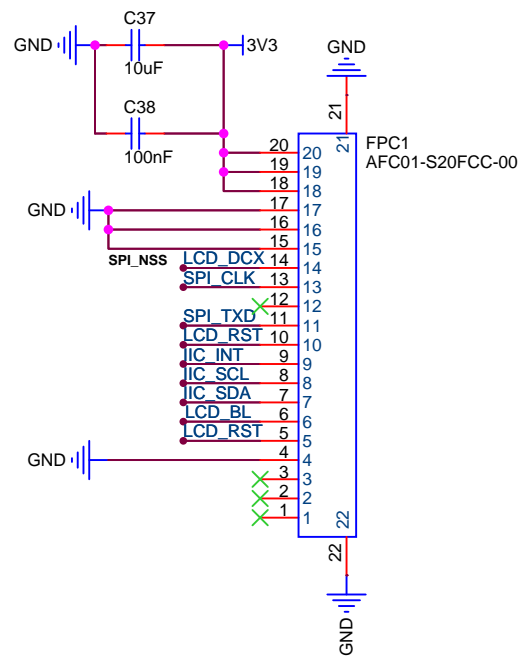 C37
GND
3V3
10uF
GND
C38
100nF
21
21
FPC1
AFC01-S20FCC-00
20 20
19 19
18 18
GND
17 17
16 16
15 15
SPI_NSS
LCD_DCX 14 14
SPI_CLK 13 13
12 12
SPI_TXD 11 11
LCD_RST 10 10
IIC_INT 9 9
IIC_SCL 8 8
IIC_SDA 7 7
LCD_BL 6 6
LCD_RST 5 5
GND 4 4
3 3
2 2
1 1
22
22
GND